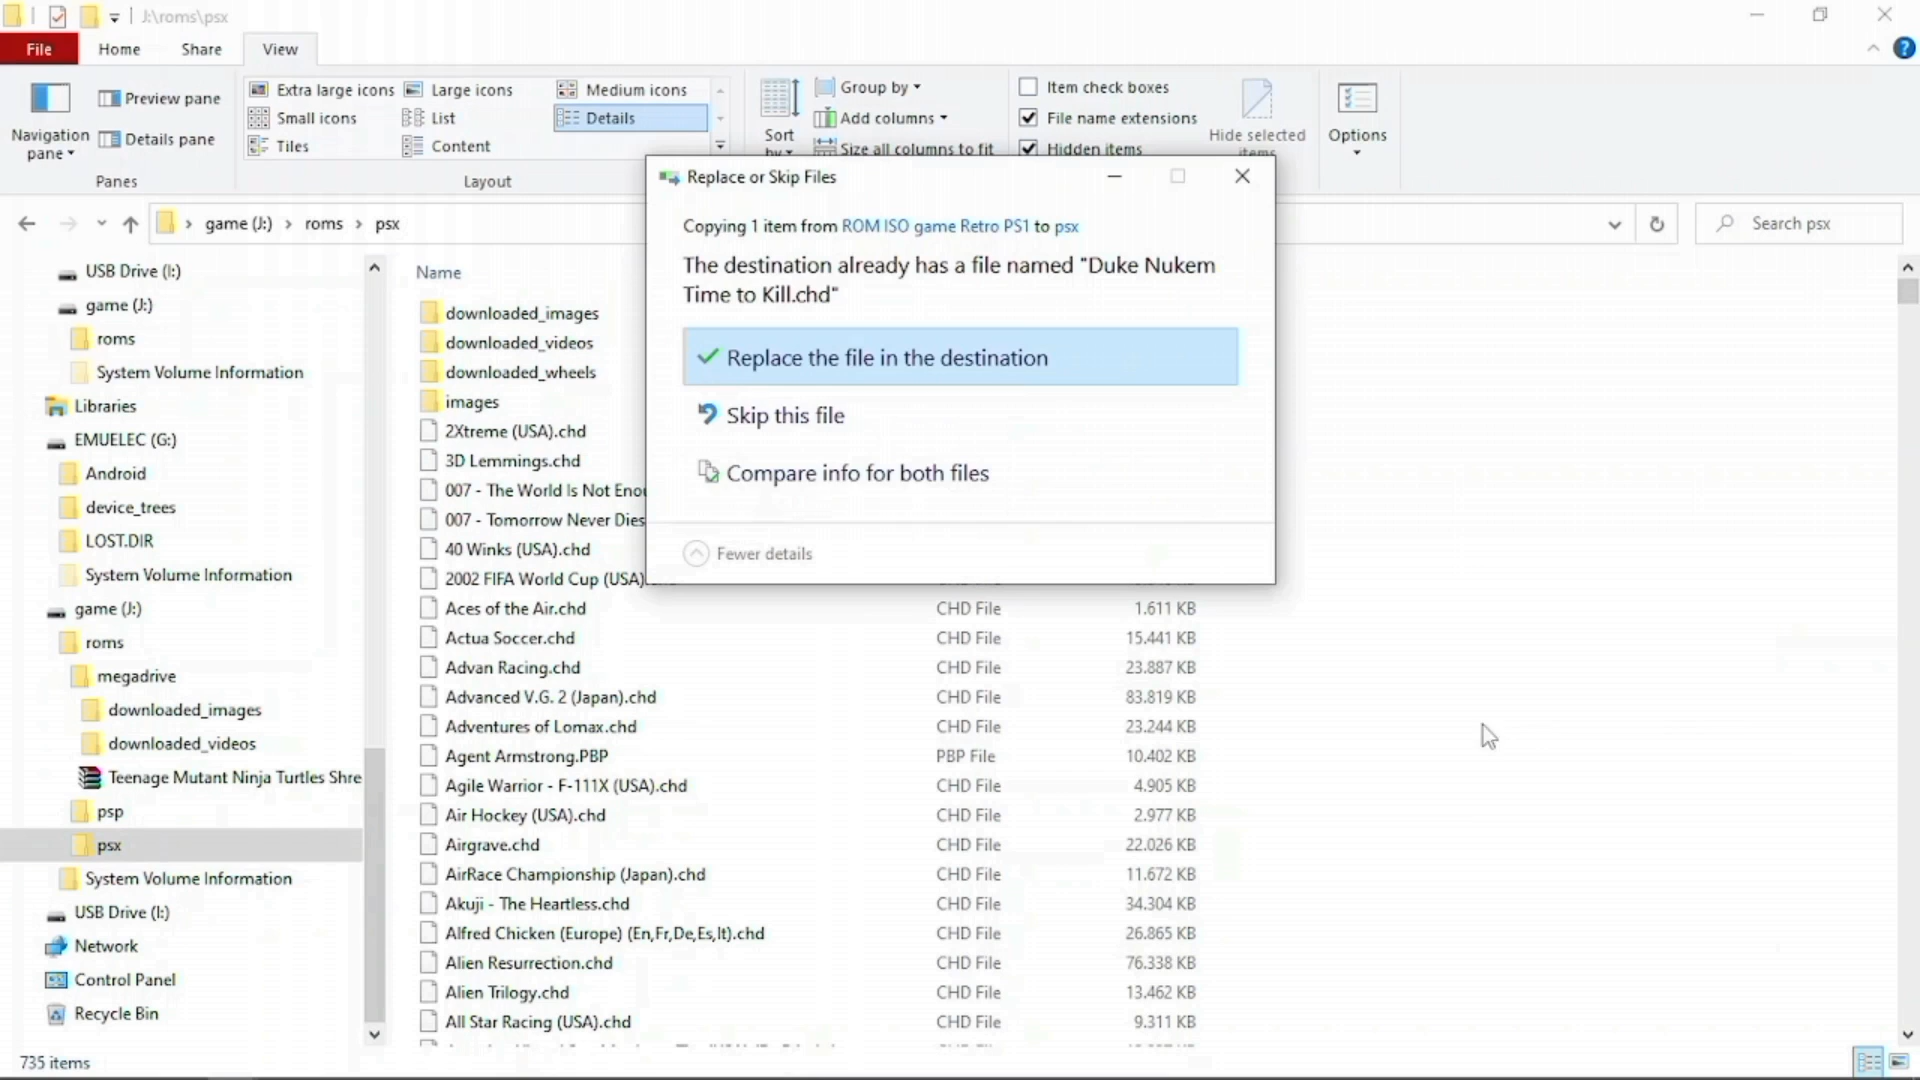 J:\roms\psx
File
Home
Share
View
Navigation
pane
Preview pane
Details pane
Panes
Extra large icons
Large icons
Medium icons
Small icons
List
Details
Tiles
Content
Layout
Sort
by
Group by
Add columns
Size all columns to fit
Item check boxes
File name extensions
Hidden items
Hide selected
items
Options
game (J:)
roms
psx
Search psx
Replace or Skip Files
Copying 1 item from ROM ISO game Retro PS1 to psx
The destination already has a file named "Duke Nukem
Time to Kill.chd"
Replace the file in the destination
Skip this file
Compare info for both files
Fewer details
USB Drive (I:)
game (J:)
roms
System Volume Information
Libraries
EMUELEC (G:)
Android
device_trees
LOST.DIR
System Volume Information
game (J:)
roms
megadrive
downloaded_images
downloaded_videos
Teenage Mutant Ninja Turtles Shre
psp
psx
System Volume Information
USB Drive (I:)
Network
Control Panel
Recycle Bin
Name
downloaded_images
downloaded_videos
downloaded_wheels
images
2Xtreme (USA).chd
3D Lemmings.chd
007 - The World Is Not Enou
007 - Tomorrow Never Dies
40 Winks (USA).chd
2002 FIFA World Cup (USA)
Aces of the Air.chd CHD File 1.611 KB
Actua Soccer.chd CHD File 15.441 KB
Advan Racing.chd CHD File 23.887 KB
Advanced V.G. 2 (Japan).chd CHD File 83.819 KB
Adventures of Lomax.chd CHD File 23.244 KB
Agent Armstrong.PBP PBP File 10.402 KB
Agile Warrior - F-111X (USA).chd CHD File 4.905 KB
Air Hockey (USA).chd CHD File 2.977 KB
Airgrave.chd CHD File 22.026 KB
AirRace Championship (Japan).chd CHD File 11.672 KB
Akuji - The Heartless.chd CHD File 34.304 KB
Alfred Chicken (Europe) (En,Fr,De,Es,It).chd CHD File 26.865 KB
Alien Resurrection.chd CHD File 76.338 KB
Alien Trilogy.chd CHD File 13.462 KB
All Star Racing (USA).chd CHD File 9.311 KB
735 items